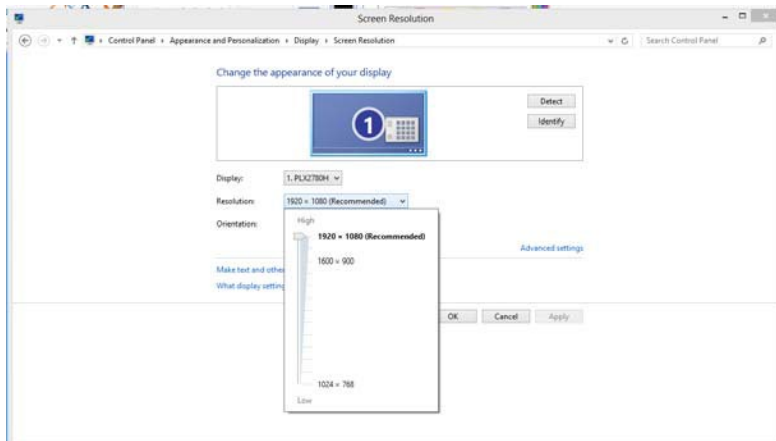 Screen Resolution
Control Panel Appearance and Personalization Display Screen Resolution
Search Control Panel
Change the appearance of your display
1
Detect
Identify
Display: 1. PLX2780H
Resolution: 1920 × 1080 (Recommended)
Orientation:
High
1920 × 1080 (Recommended)
Advanced settings
1600 × 900
Make text and othe
What display setting
OK Cancel Apply
1024 × 768
Low